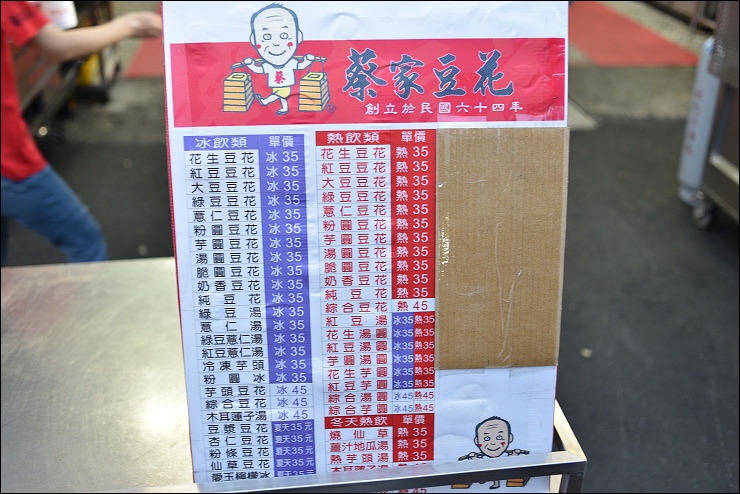 蔡
蔡家豆花
創立於民國六十四年
冰飲類 單價
花生豆花 冰35
紅豆豆花 冰35
大豆豆花 冰35
綠豆豆花 冰35
薏仁豆花 冰35
粉圓豆花 冰35
芋圓豆花 冰35
湯圓豆花 冰35
脆圓豆花 冰35
奶香豆花 冰35
純豆花 冰35
綠豆湯 冰35
薏仁湯 冰35
綠豆薏仁湯 冰35
紅豆薏仁湯 冰35
冷凍芋頭 冰35
粉圓冰 冰35
芋頭豆花 冰45
綜合豆花 冰45
木耳蓮子湯 冰45
豆漿豆花 夏天35元
杏仁豆花 夏天35元
粉條豆花 夏天35元
仙草豆花 夏天35元
愛玉檸檬冰 夏天35元
熱飲類 單價
花生豆花 熱35
紅豆豆花 熱35
大豆豆花 熱35
綠豆豆花 熱35
薏仁豆花 熱35
粉圓豆花 熱35
芋圓豆花 熱35
湯圓豆花 熱35
脆圓豆花 熱35
奶香豆花 熱35
純豆花 熱35
綜合豆花 熱45
紅豆湯 冰35熱35
花生湯圓 冰35熱35
紅豆湯圓 冰35熱35
芋圓湯圓 冰35熱35
花生芋圓 冰35熱35
紅豆芋圓 冰35熱35
綜合湯圓 冰45熱45
綜合芋圓 冰45熱45
冬天熱飲 單價
燒仙草 熱35
薑汁地瓜湯 熱35
熱芋頭湯 熱35
木耳蓮子湯 熱45